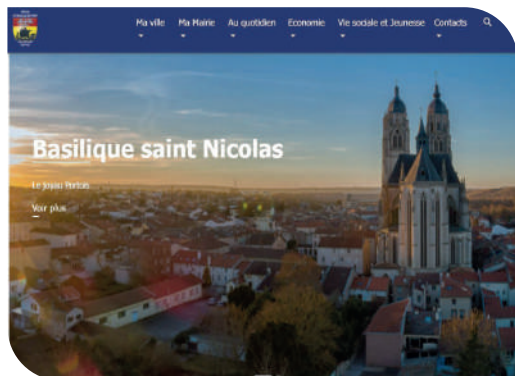 Ma ville Ma Mairie Au quotidien Economie Vie sociale et Jeunesse Contacts
Basilique saint Nicolas
Le joyau Portois
Voir plus